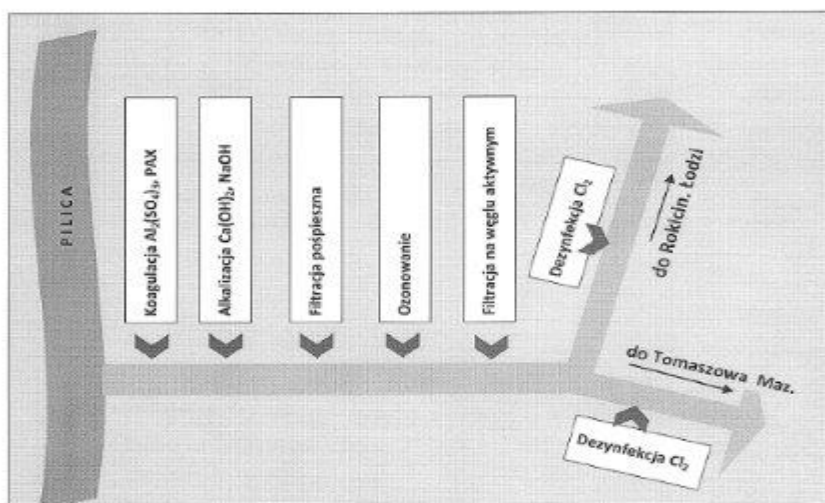 PILICA
Koagulacja Al₂(SO₄)₃, PAX
Alkalizacja Ca(OH)₂, NaOH
Filtracja pośpieszna
Ozonowanie
Filtracja na węglu aktywnym
Dezynfekcja Cl₂
do Rokicin. Łodzi
do Tomaszowa Maz.
Dezynfekcja Cl₂